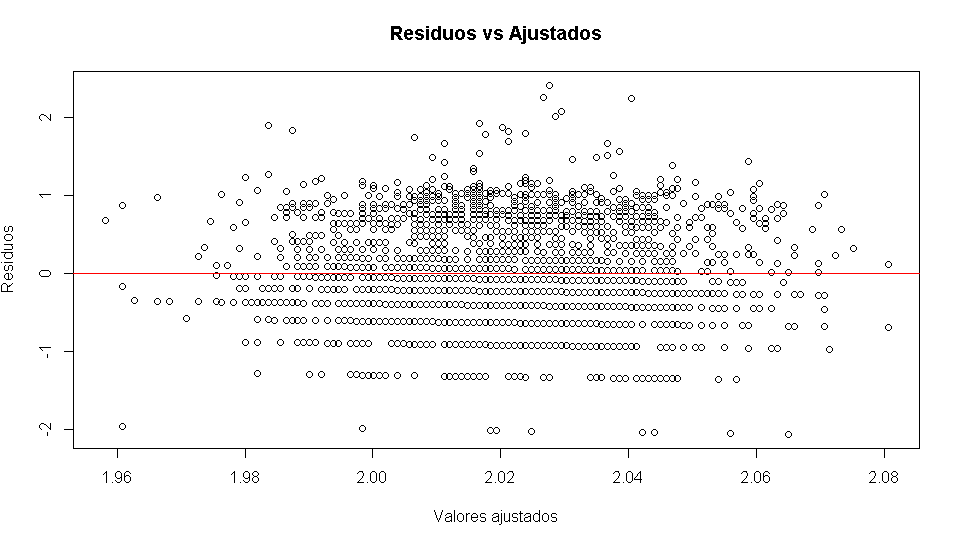 Residuos vs Ajustados
Residuos
2
1
0
-1
-2
1.96 1.98 2.00 2.02 2.04 2.06 2.08
Valores ajustados